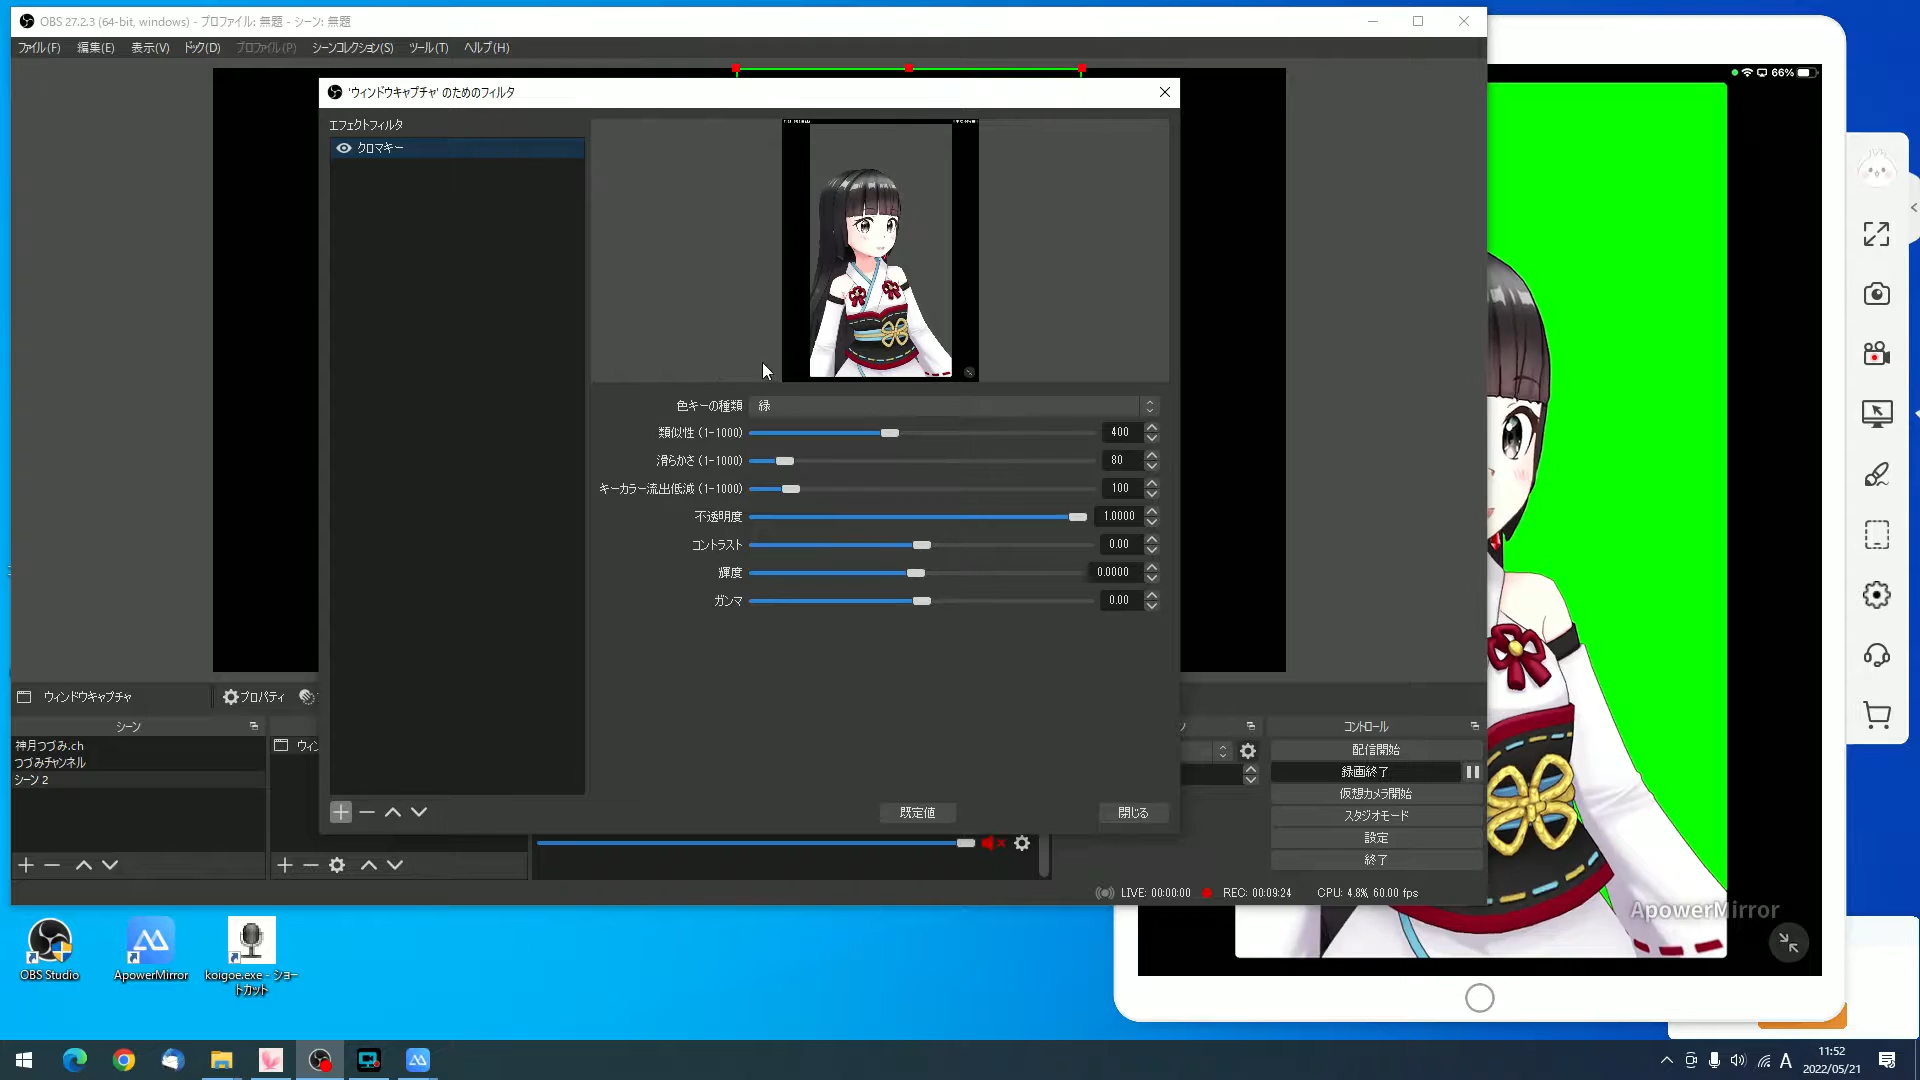 OBS 27.2.3 (64-bit, windows) - プロファイル: 無題 - シーン: 無題
ファイル(F) 編集(E) 表示(V) ドック(D) プロファイル(P) シーンコレクション(S) ツール(T) ヘルプ(H)
66%
'ウィンドウキャプチャ' のためのフィルタ
エフェクトフィルタ
クロマキー
色キーの種類 緑
類似性 (1-1000) 400
滑らかさ (1-1000) 80
キーカラー流出低減 (1-1000) 100
不透明度 1.0000
コントラスト 0.00
輝度 0.0000
ガンマ 0.00
既定値 閉じる
ウィンドウキャプチャ プロパティ
シーン
神月つづみ.ch
つづみチャンネル
シーン 2
ウィン
コントロール
配信開始
録画終了
仮想カメラ開始
スタジオモード
設定
終了
LIVE: 00:00:00 REC: 00:09:24 CPU: 4.8%, 60.00 fps
ApowerMirror
OBS Studio
ApowerMirror
koigoe.exe - ショートカット
A
11:52
2022/05/21